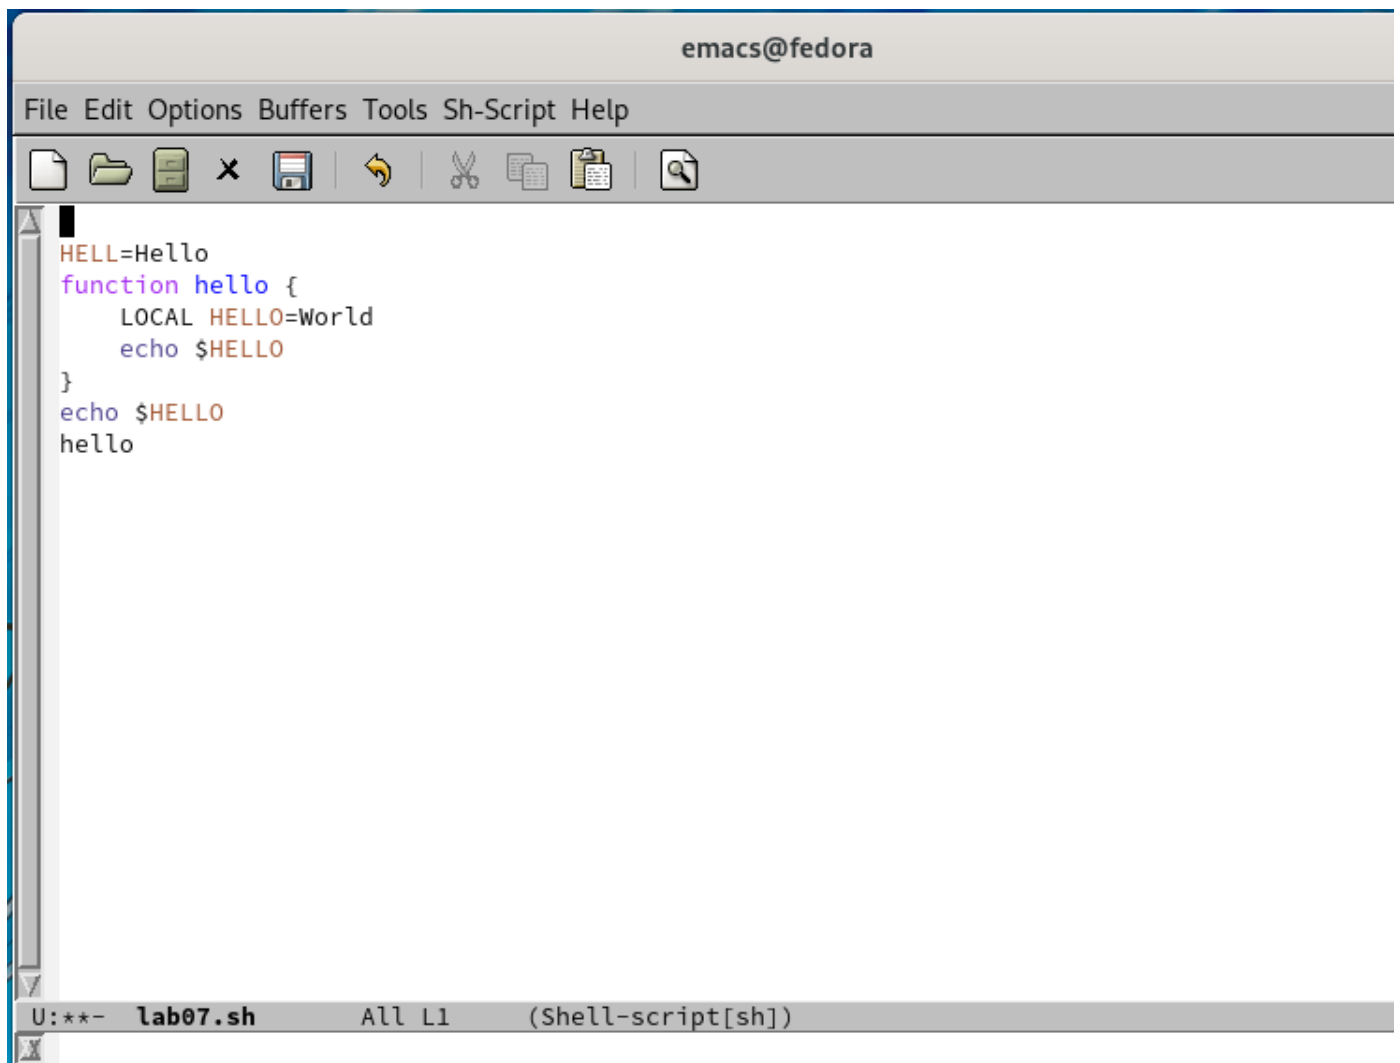 emacs@fedora
File Edit Options Buffers Tools Sh-Script Help
HELL=Hello
function hello {
    LOCAL HELLO=World
    echo $HELLO
}
echo $HELLO
hello
U:**-  lab07.sh       All L1     (Shell-script[sh])